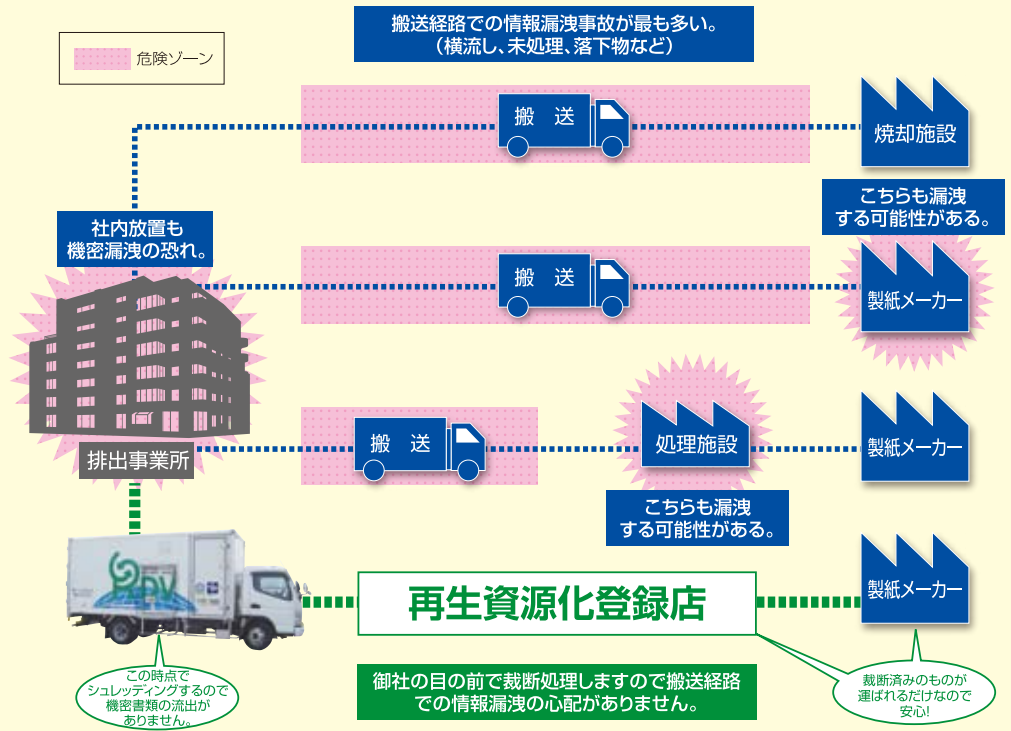 搬送経路での情報漏洩事故が最も多い。
（横流し、未処理、落下物など）
危険ゾーン
搬 送
焼却施設
社内放置も
機密漏洩の恐れ。
こちらも漏洩
する可能性がある。
搬 送
製紙メーカー
搬 送
処理施設
製紙メーカー
排出事業所
こちらも漏洩
する可能性がある。
製紙メーカー
再生資源化登録店
この時点で
シュレッディングするので
機密書類の流出が
ありません。
御社の目の前で裁断処理しますので搬送経路
での情報漏洩の心配がありません。
裁断済みのものが
運ばれるだけなので
安心!